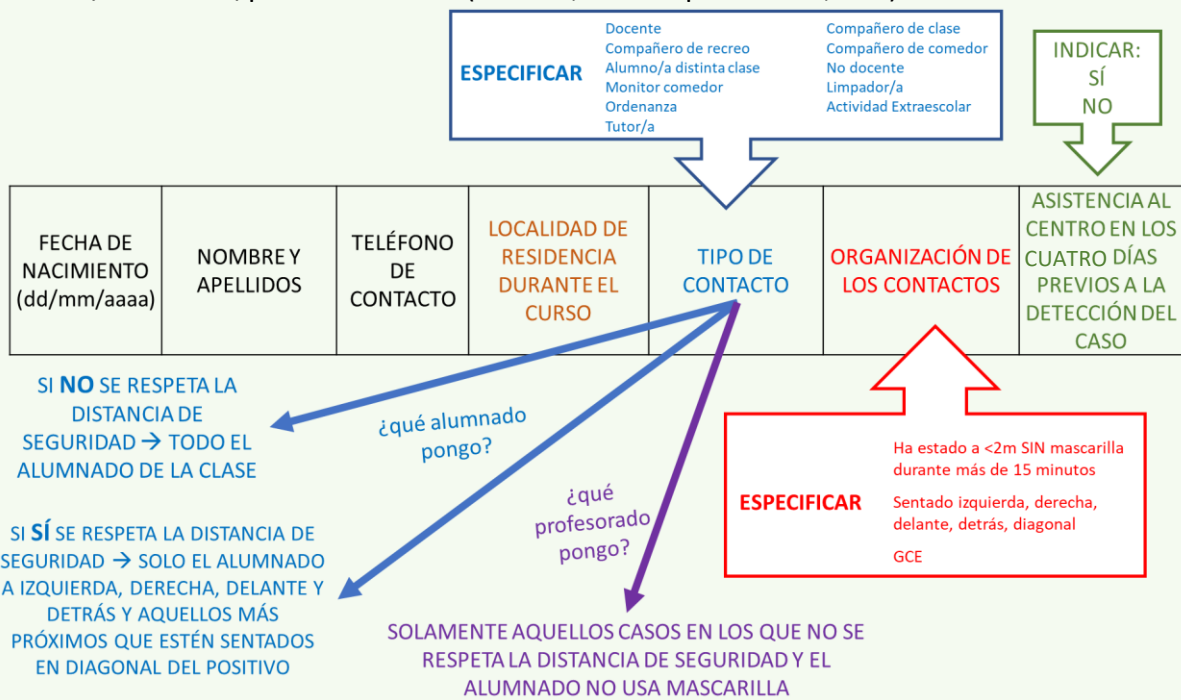 ESPECIFICAR
Docente
Compañero de recreo
Alumno/a distinta clase
Monitor comedor
Ordenanza
Tutor/a
Compañero de clase
Compañero de comedor
No docente
Limpador/a
Actividad Extraescolar
INDICAR:
SÍ
NO
FECHA DE
NACIMIENTO
(dd/mm/aaaa)
NOMBRE Y
APELLIDOS
TELÉFONO
DE
CONTACTO
LOCALIDAD DE
RESIDENCIA
DURANTE EL
CURSO
TIPO DE
CONTACTO
ORGANIZACIÓN DE
LOS CONTACTOS
ASISTENCIA AL
CENTRO EN LOS
CUATRO DÍAS
PREVIOS A LA
DETECCIÓN DEL
CASO
SI NO SE RESPETA LA
DISTANCIA DE
SEGURIDAD → TODO EL
ALUMNADO DE LA CLASE
¿qué alumnado
pongo?
SI SÍ SE RESPETA LA DISTANCIA DE
SEGURIDAD → SOLO EL ALUMNADO
A IZQUIERDA, DERECHA, DELANTE Y
DETRÁS Y AQUELLOS MÁS
PRÓXIMOS QUE ESTÉN SENTADOS
EN DIAGONAL DEL POSITIVO
¿qué
profesorado
pongo?
SOLAMENTE AQUELLOS CASOS EN LOS QUE NO SE
RESPETA LA DISTANCIA DE SEGURIDAD Y EL
ALUMNADO NO USA MASCARILLA
ESPECIFICAR
Ha estado a <2m SIN mascarilla
durante más de 15 minutos
Sentado izquierda, derecha,
delante, detrás, diagonal
GCE